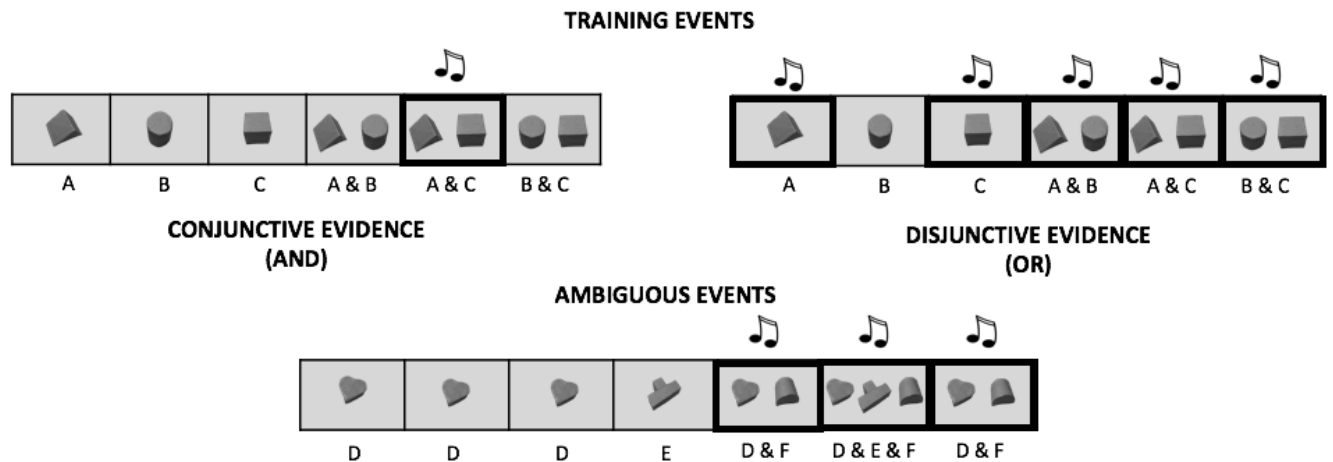 TRAINING EVENTS
A B C A & B A & C B & C
A B C A & B A & C B & C
CONJUNCTIVE EVIDENCE
(AND)
DISJUNCTIVE EVIDENCE
(OR)
AMBIGUOUS EVENTS
D D D E D & F D & E & F D & F